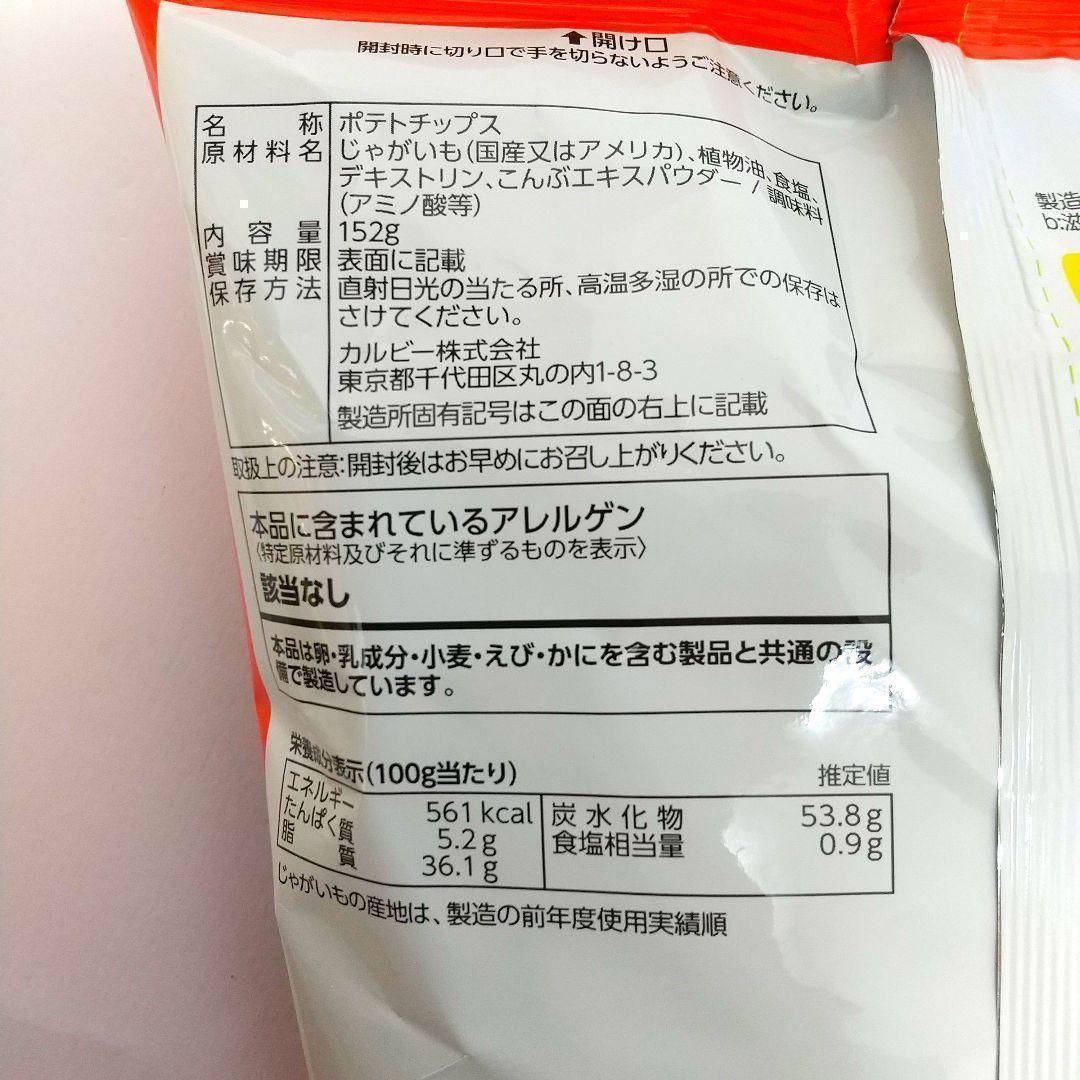 ⬆開け口
開封時に切り口で手を切らないようご注意ください。
名称 ポテトチップス
原材料名 じゃがいも(国産又はアメリカ)、植物油、食塩、
デキストリン、こんぶエキスパウダー / 調味料
(アミノ酸等)
内容量 152g
賞味期限 表面に記載
保存方法 直射日光の当たる所、高温多湿の所での保存は
さけてください。
カルビー株式会社
東京都千代田区丸の内1-8-3
製造所固有記号はこの面の右上に記載
取扱上の注意:開封後はお早めにお召し上がりください。
本品に含まれているアレルゲン
〈特定原材料及びそれに準ずるものを表示〉
該当なし
本品は卵・乳成分・小麦・えび・かにを含む製品と共通の設
備で製造しています。
栄養成分表示(100g当たり) 推定値
エネルギー 561kcal 炭水化物 53.8g
たんぱく質 5.2g 食塩相当量 0.9g
脂質 36.1g
じゃがいもの産地は、製造の前年度使用実績順
製造
b:滋